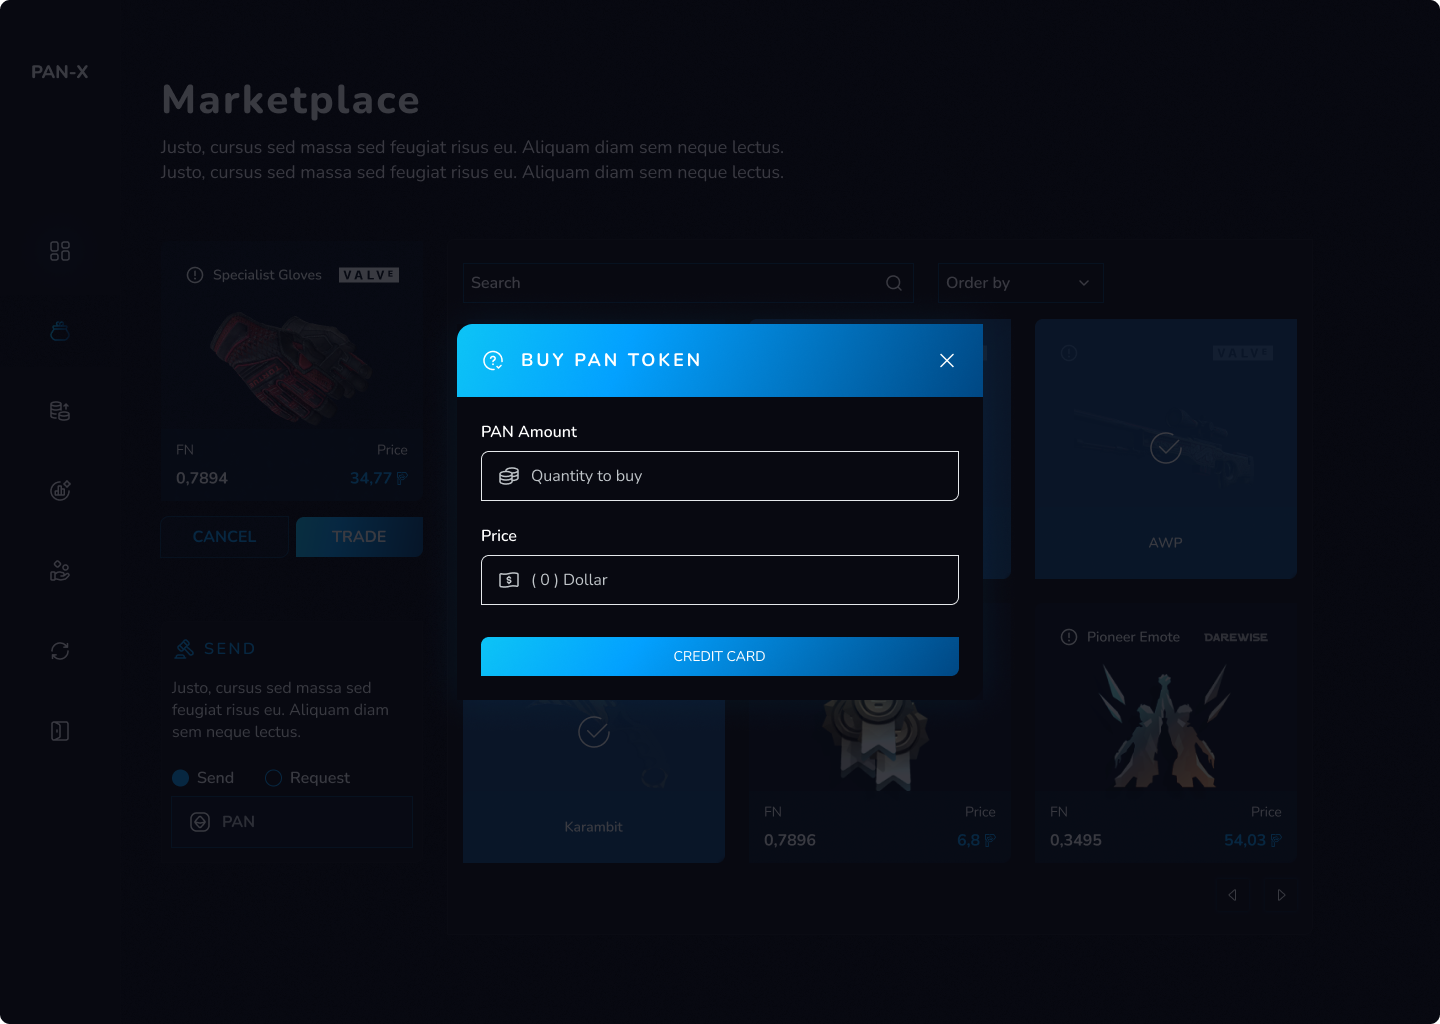 PAN-X
Marketplace
Justo, cursus sed massa sed feugiat risus eu. Aliquam diam sem neque lectus.
Justo, cursus sed massa sed feugiat risus eu. Aliquam diam sem neque lectus.
Specialist Gloves VALVE
FN Price
0,7894 34,77
CANCEL TRADE
SEND
Justo, cursus sed massa sed
feugiat risus eu. Aliquam diam
sem neque lectus.
Send Request
PAN
Search Order by
BUY PAN TOKEN
PAN Amount
Quantity to buy
Price
( 0 ) Dollar
CREDIT CARD
VALVE
AWP
Karambit
FN Price
0,7896 6,8
Pioneer Emote DAREWISE
FN Price
0,3495 54,03